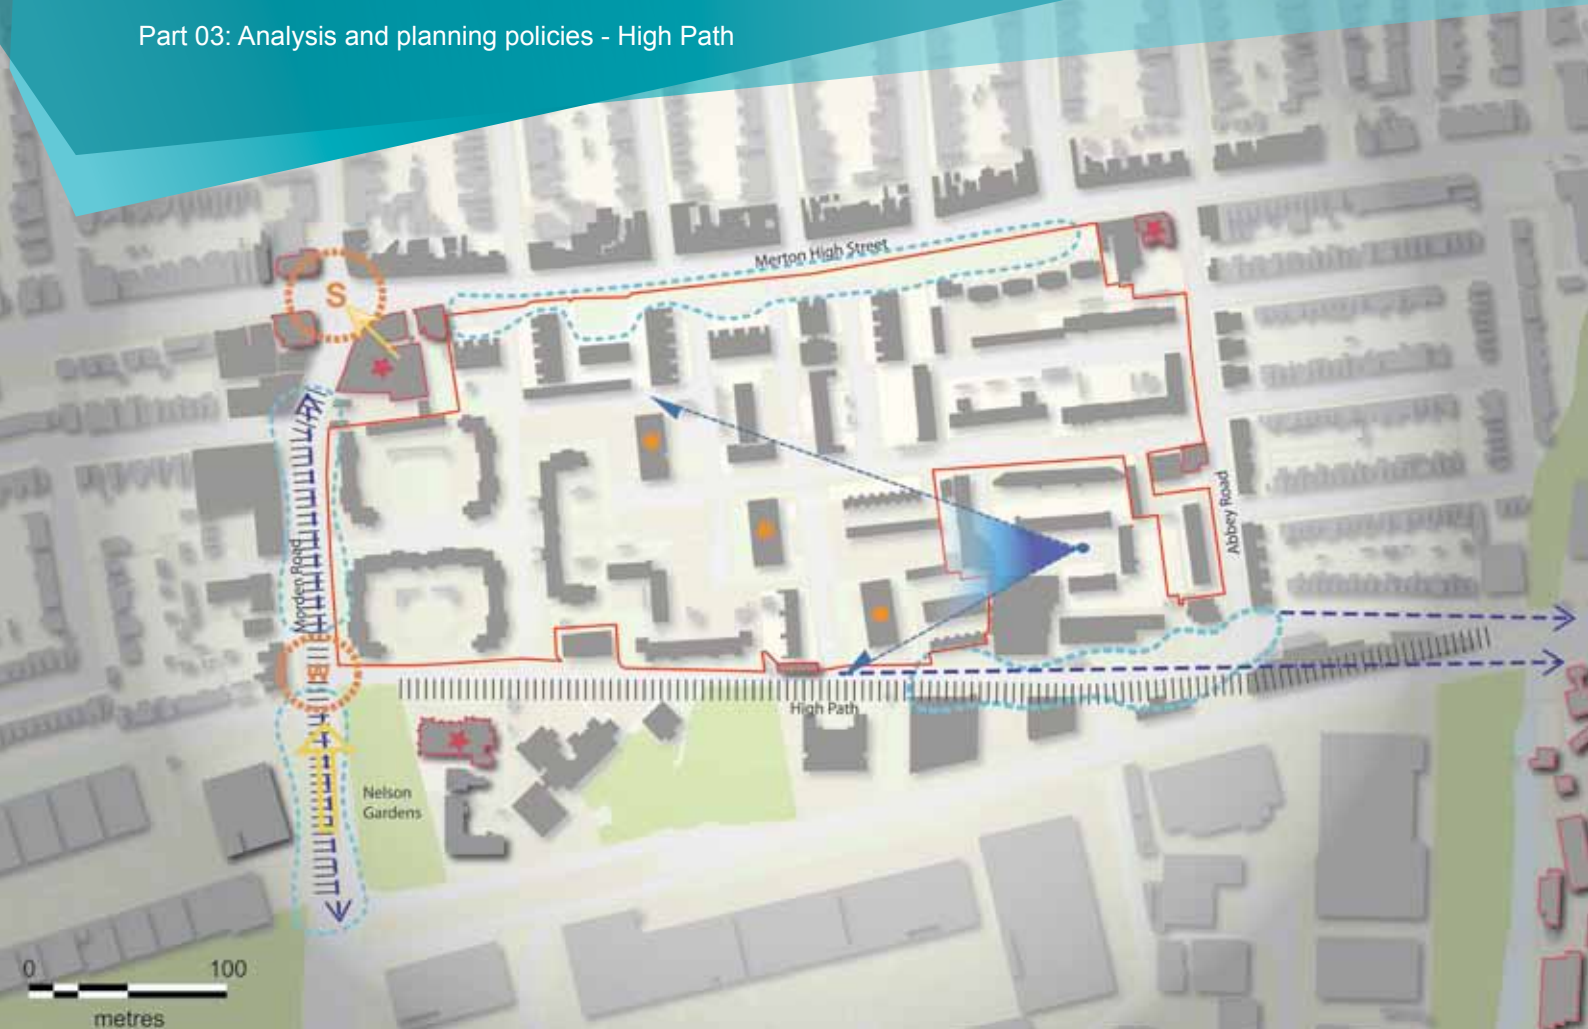 Part 03: Analysis and planning policies - High Path
Merton High Street
S
Morden Road
Abbey Road
High Path
Nelson
Gardens
0 100
metres